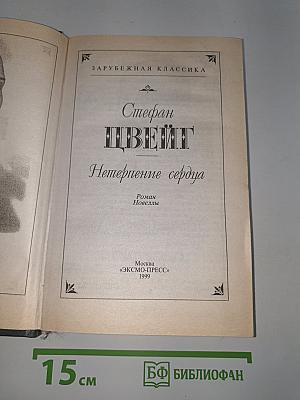 ЗАРУБЕЖНАЯ КЛАССИКА
Стефан
ЦВЕЙГ
Нетерпение сердца
Роман
Новеллы
Москва
«ЭКСМО-ПРЕСС»
1999
15 см
БФ БИБЛИОФАН